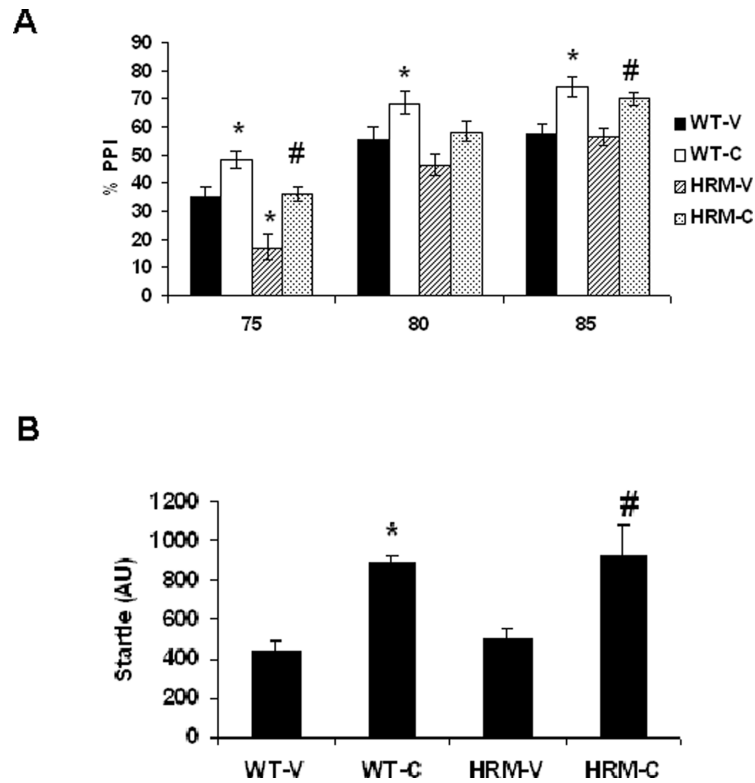 A
90
80
70
60
50
40
30
20
10
0
% PPI
* # *
*
* #
75 80 85
WT-V
WT-C
HRM-V
HRM-C
B
1200
1000
800
600
400
200
0
Startle (AU)
* #
WT-V WT-C HRM-V HRM-C